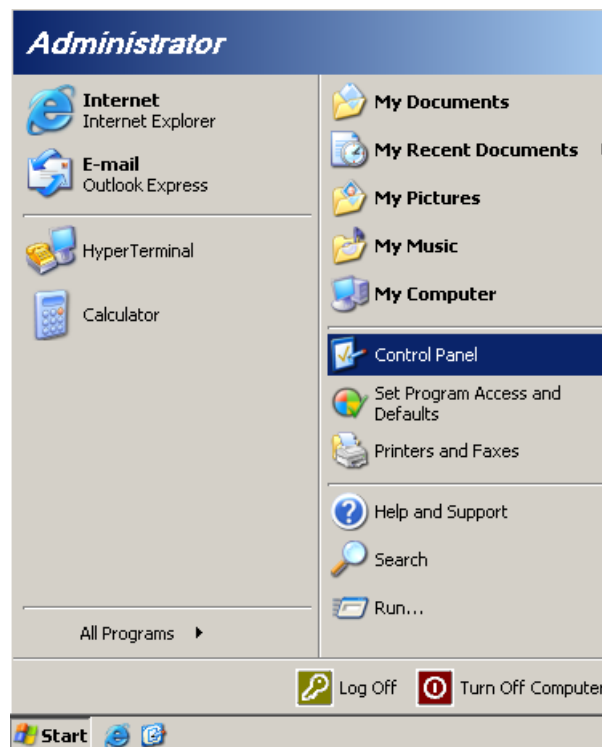 Administrator
Internet
Internet Explorer
E-mail
Outlook Express
HyperTerminal
Calculator
All Programs
My Documents
My Recent Documents
My Pictures
My Music
My Computer
Control Panel
Set Program Access and
Defaults
Printers and Faxes
Help and Support
Search
Run...
Log Off
Turn Off Computer
Start